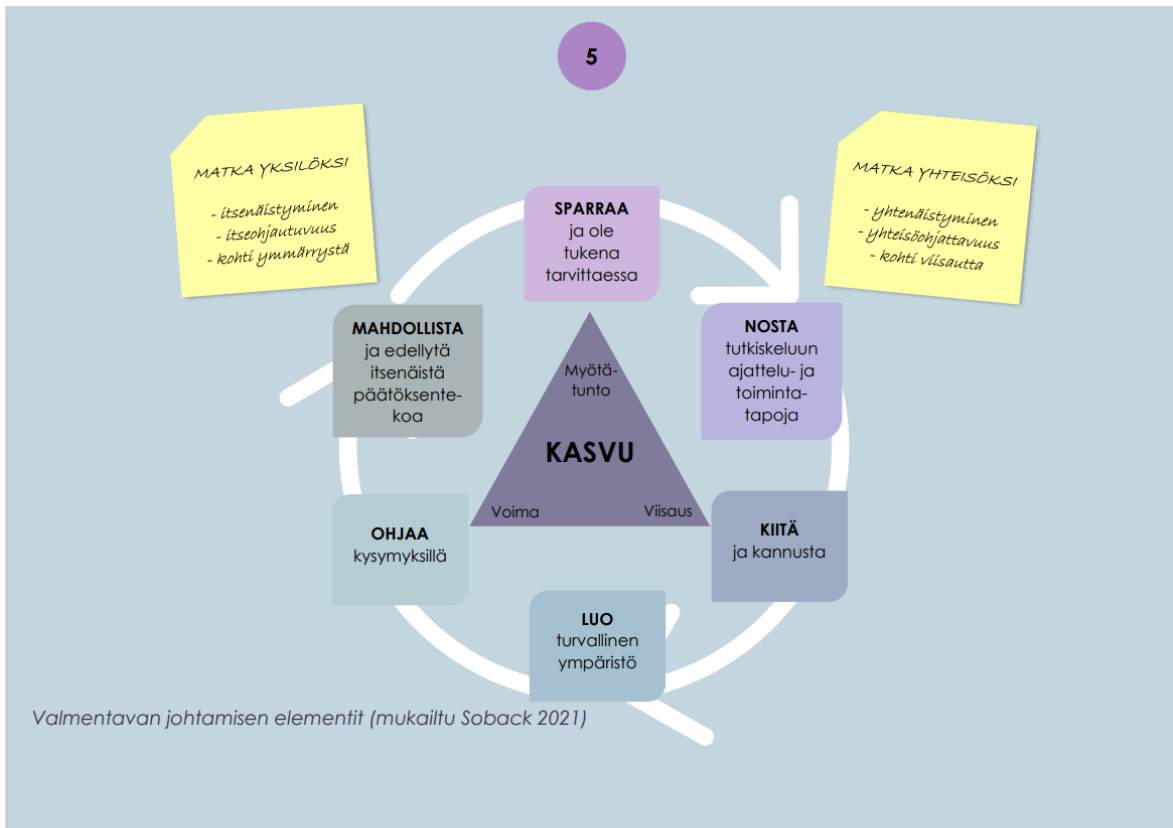 5
MATKA YKSILÖKSI
- itsenäistyminen
- itseohjautuvuus
- kohti ymmärrystä
MATKA YHTEISÖKSI
- yhtenäistyminen
- yhteisöohjattavuus
- kohti viisautta
SPARRAA
ja ole
tukena
tarvittaessa
MAHDOLLISTA
ja edellytä
itsenäistä
päätöksente-
koa
NOSTA
tutkiskeluun
ajattelu- ja
toiminta-
tapoja
Myötä-
tunto
KASVU
Voima
Viisaus
OHJAA
kysymyksillä
KIITÄ
ja kannusta
LUO
turvallinen
ympäristö
Valmentavan johtamisen elementit (mukailtu Soback 2021)